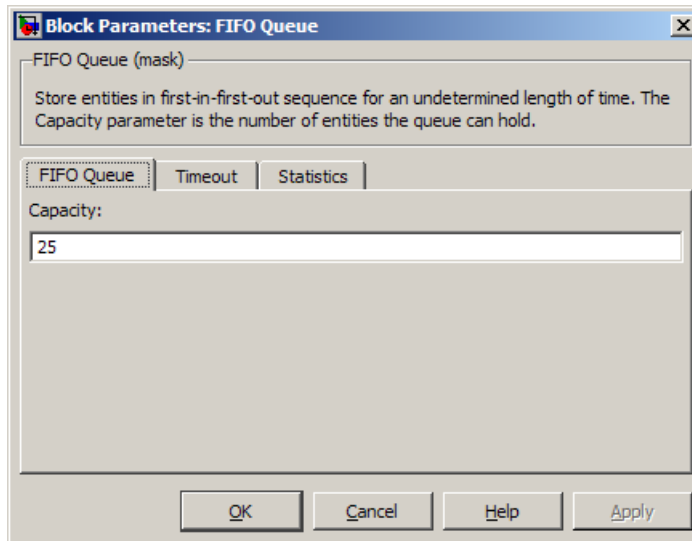 Block Parameters: FIFO Queue
FIFO Queue (mask)
Store entities in first-in-first-out sequence for an undetermined length of time. The
Capacity parameter is the number of entities the queue can hold.
FIFO Queue Timeout Statistics
Capacity:
25
OK Cancel Help Apply